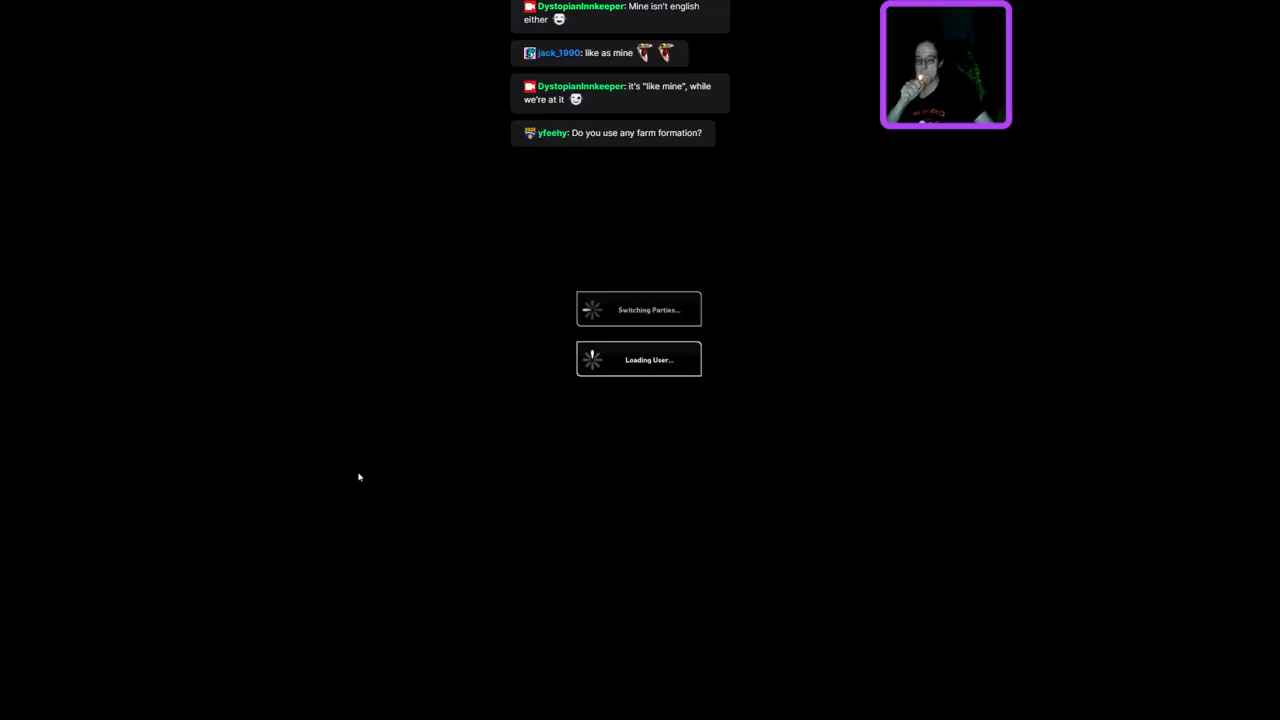 DystopianInnkeeper: Mine isn't english
either
jack_1990: like as mine
DystopianInnkeeper: it's "like mine", while
we're at it
yfeehy: Do you use any farm formation?
Switching Parties...
Loading User...